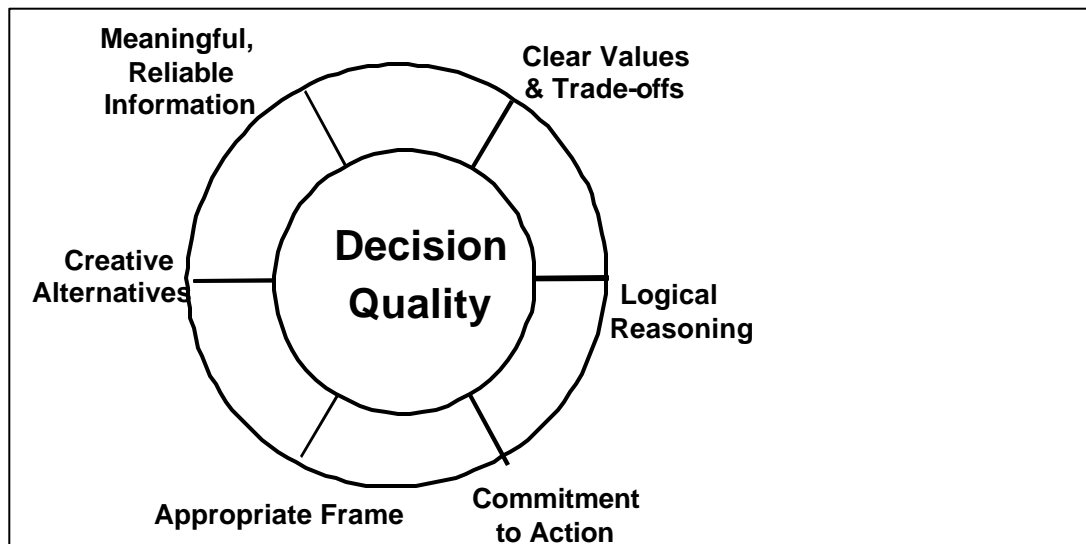 Meaningful,
Reliable
Information
Clear Values
& Trade-offs
Creative
Alternatives
Decision
Quality
Logical
Reasoning
Appropriate Frame
Commitment
to Action